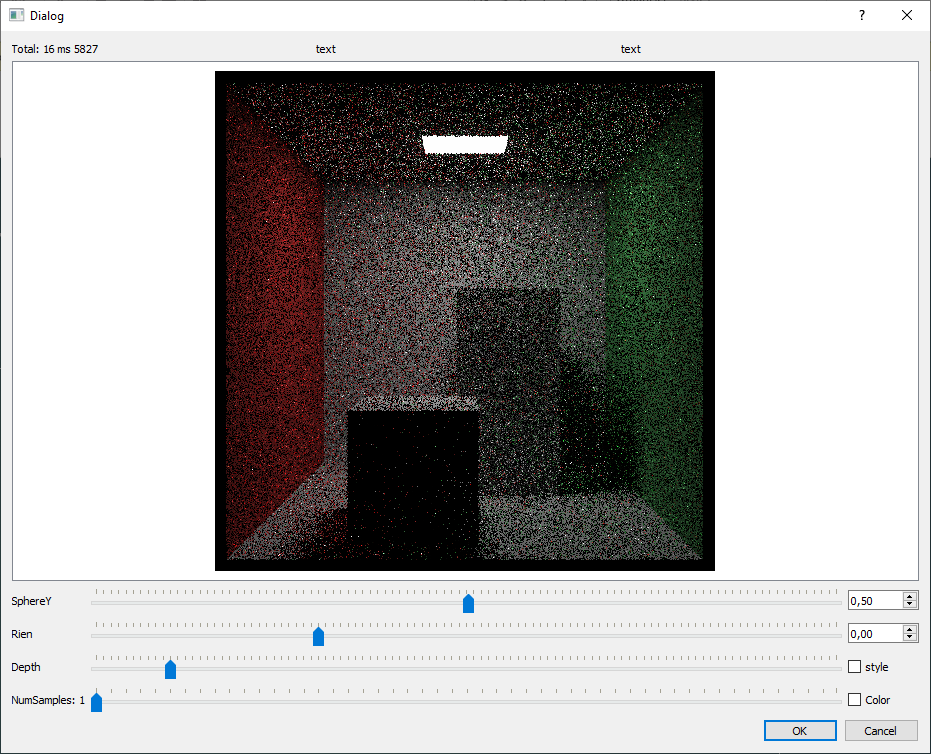 Dialog
?
Total: 16 ms 5827 text text
SphereY 0,50
Rien 0,00
Depth style
NumSamples: 1 Color
OK Cancel